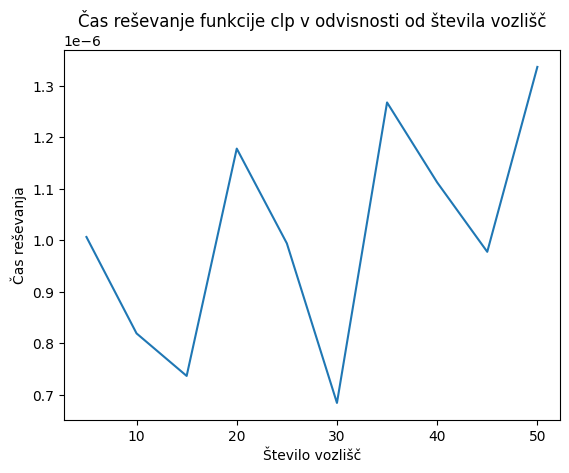 Čas reševanje funkcije clp v odvisnosti od števila vozlišč
1e−6
1.3
1.2
1.1
1.0
0.9
0.8
0.7
Čas reševanja
10 20 30 40 50
Število vozlišč